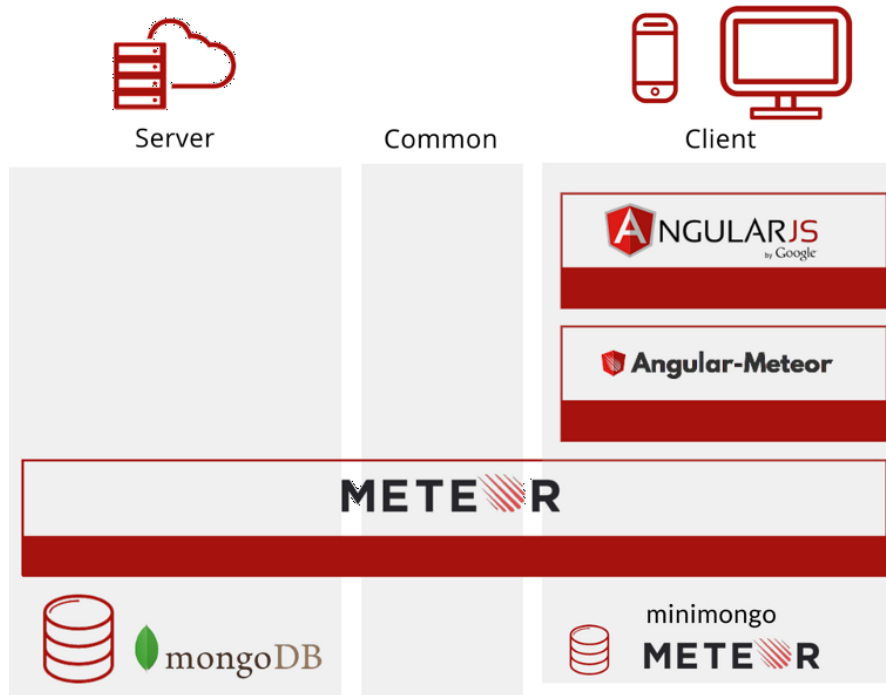 Server
Common
Client
ANGULARJS
by Google
Angular-Meteor
METEOR
mongoDB
minimongo
METEOR